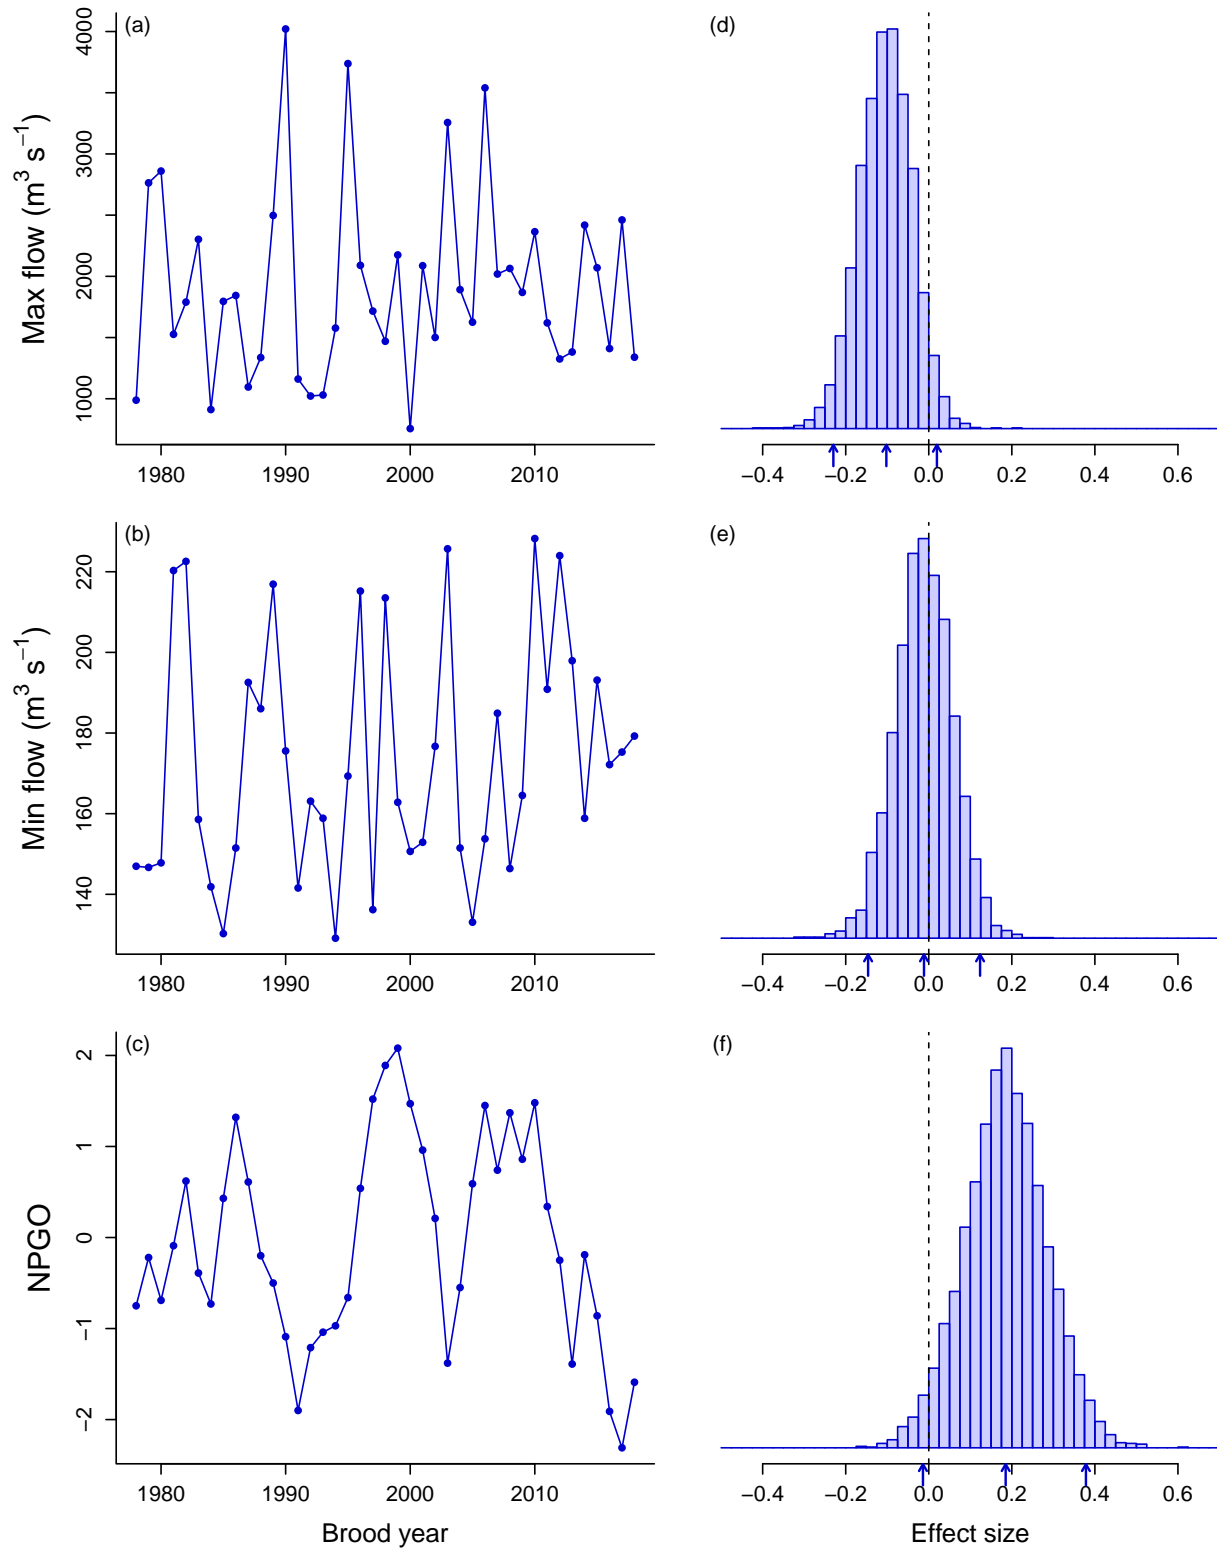 (a)
Max flow (m³ s⁻¹)
4000
3000
2000
1000
1980 1990 2000 2010
(d)
−0.4 −0.2 0.0 0.2 0.4 0.6
(b)
Min flow (m³ s⁻¹)
220
200
180
160
140
1980 1990 2000 2010
(e)
−0.4 −0.2 0.0 0.2 0.4 0.6
(c)
NPGO
2
1
0
−1
−2
1980 1990 2000 2010
Brood year
(f)
−0.4 −0.2 0.0 0.2 0.4 0.6
Effect size